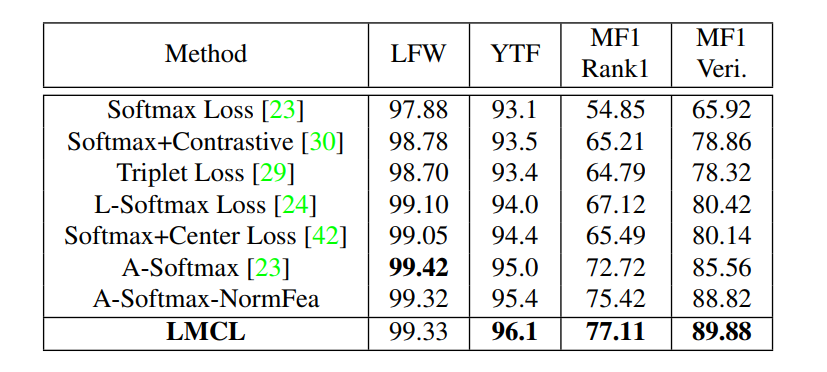 Method LFW YTF MF1 Rank1 MF1 Veri.
Softmax Loss [23] 97.88 93.1 54.85 65.92
Softmax+Contrastive [30] 98.78 93.5 65.21 78.86
Triplet Loss [29] 98.70 93.4 64.79 78.32
L-Softmax Loss [24] 99.10 94.0 67.12 80.42
Softmax+Center Loss [42] 99.05 94.4 65.49 80.14
A-Softmax [23] 99.42 95.0 72.72 85.56
A-Softmax-NormFea 99.32 95.4 75.42 88.82
LMCL 99.33 96.1 77.11 89.88